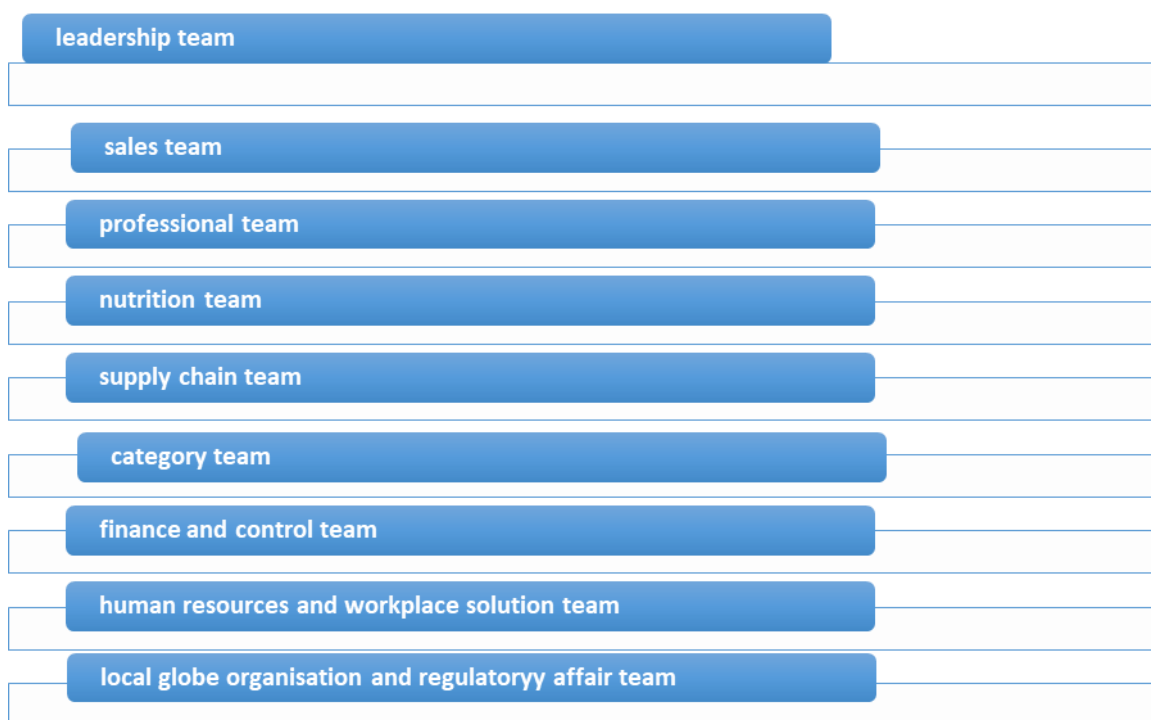 leadership team
sales team
professional team
nutrition team
supply chain team
category team
finance and control team
human resources and workplace solution team
local globe organisation and regulatoryy affair team